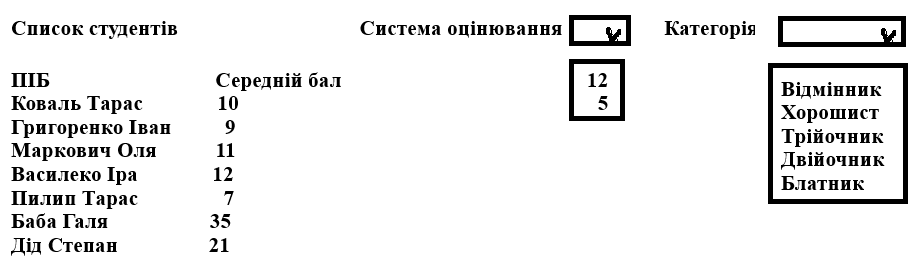 Список студентів Система оцінювання Категорія
ПІБ Середній бал 12
Коваль Тарас 10 5
Григоренко Іван 9
Маркович Оля 11
Василеко Іра 12
Пилип Тарас 7
Баба Галя 35
Дід Степан 21
Відмінник
Хорошист
Трійочник
Двійочник
Блатник